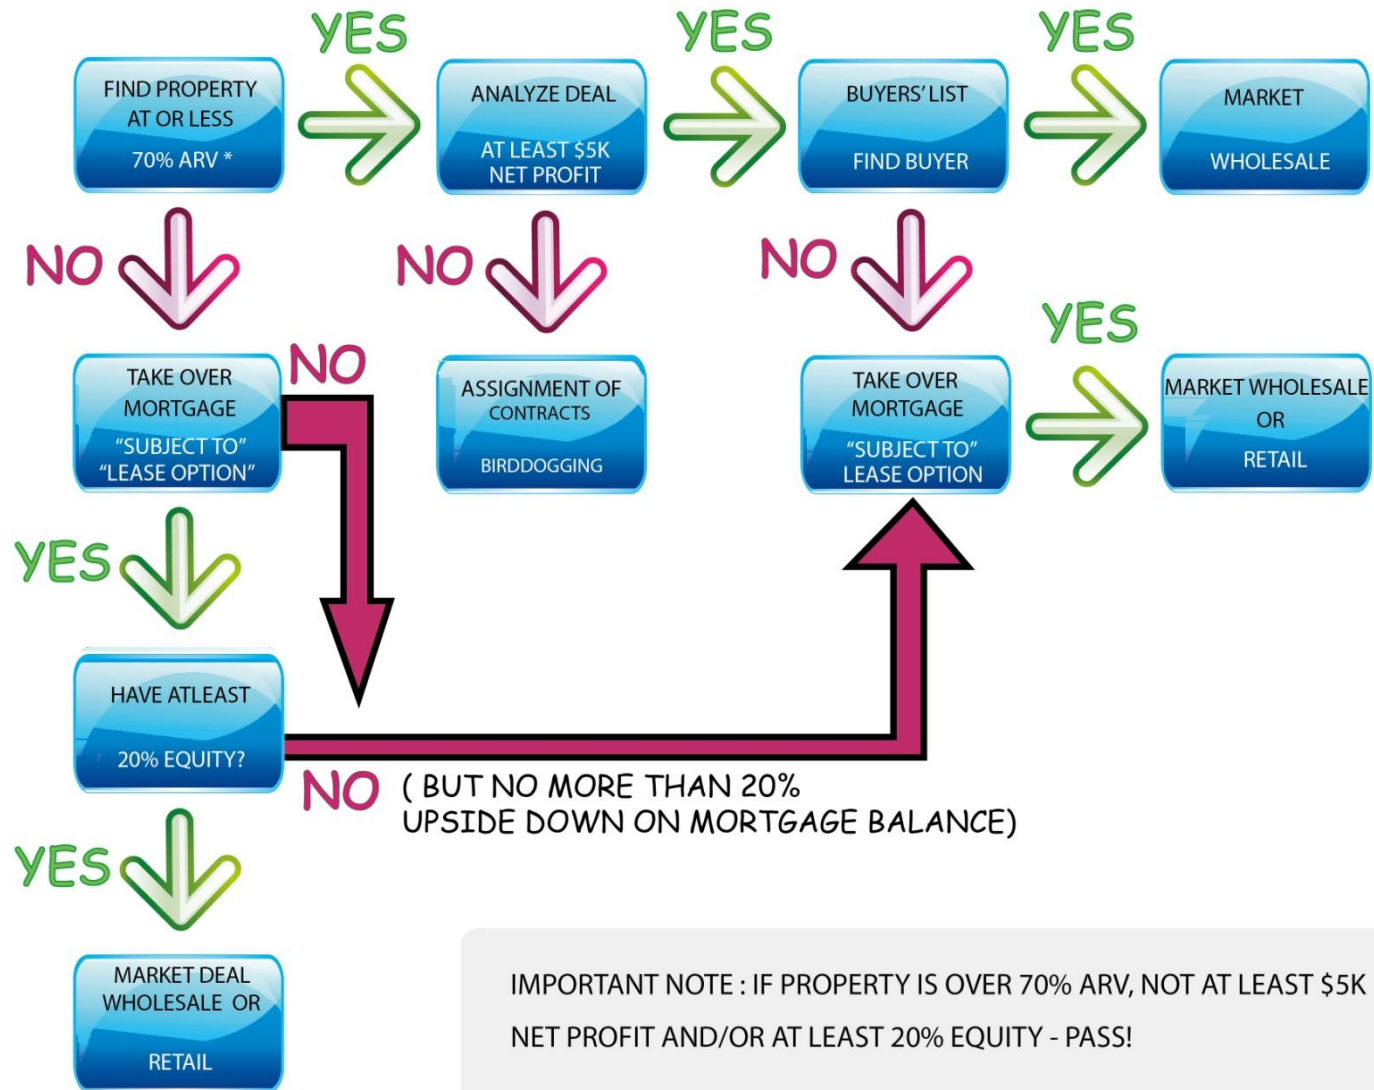 YES
YES
YES
FIND PROPERTY
AT OR LESS
70% ARV *
ANALYZE DEAL
AT LEAST $5K
NET PROFIT
BUYERS' LIST
FIND BUYER
MARKET
WHOLESALE
NO
NO
NO
YES
TAKE OVER
MORTGAGE
"SUBJECT TO"
"LEASE OPTION"
NO
ASSIGNMENT OF
CONTRACTS
BIRDDOGGING
TAKE OVER
MORTGAGE
"SUBJECT TO"
LEASE OPTION
MARKET WHOLESALE
OR
RETAIL
YES
HAVE ATLEAST
20% EQUITY?
NO ( BUT NO MORE THAN 20%
UPSIDE DOWN ON MORTGAGE BALANCE)
YES
MARKET DEAL
WHOLESALE OR
RETAIL
IMPORTANT NOTE : IF PROPERTY IS OVER 70% ARV, NOT AT LEAST $5K
NET PROFIT AND/OR AT LEAST 20% EQUITY - PASS!